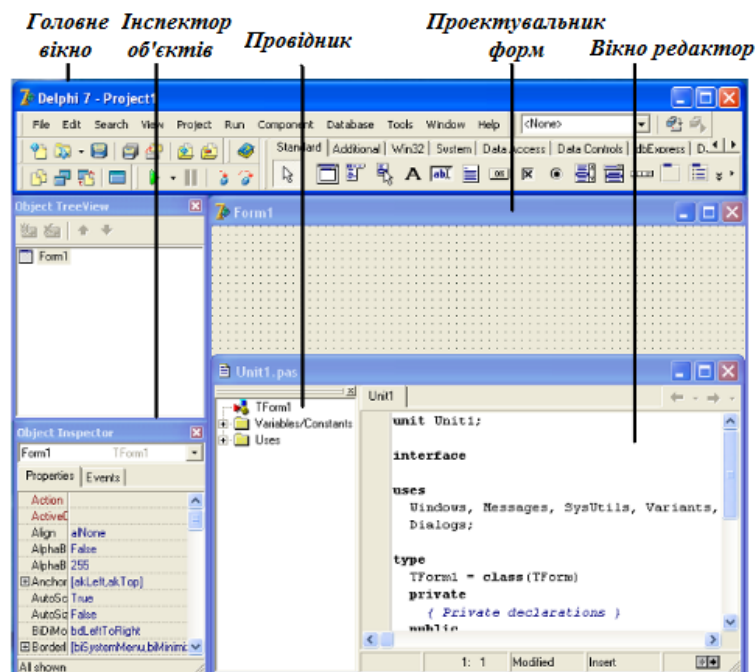 Головне
вікно
Інспектор
об'єктів
Провідник
Проектувальник
форм
Вікно редактор
Delphi 7 - Project1
File Edit Search View Project Run Component Database Tools Window Help <None>
Standard Additional Win32 System Data Access Data Controls dbExpress D
Object TreeView
Form1
Form1
Unit1.pas
TForm1
Variables/Constants
Uses
Unit1
unit Unit1;
interface
uses
Windows, Messages, SysUtils, Variants,
Dialogs;
type
TForm1 = class(TForm)
private
{ Private declarations }
public
1: 1 Modified Insert
Object Inspector
Form1 TForm1
Properties Events
Action
Active
Align alNone
AlphaB False
AlphaB 255
Anchor [akLeft,akTop]
AutoSc True
AutoSi False
BiDiMo bdLeftToRight
BorderI [biSystemMenu,biMinimi
All shown